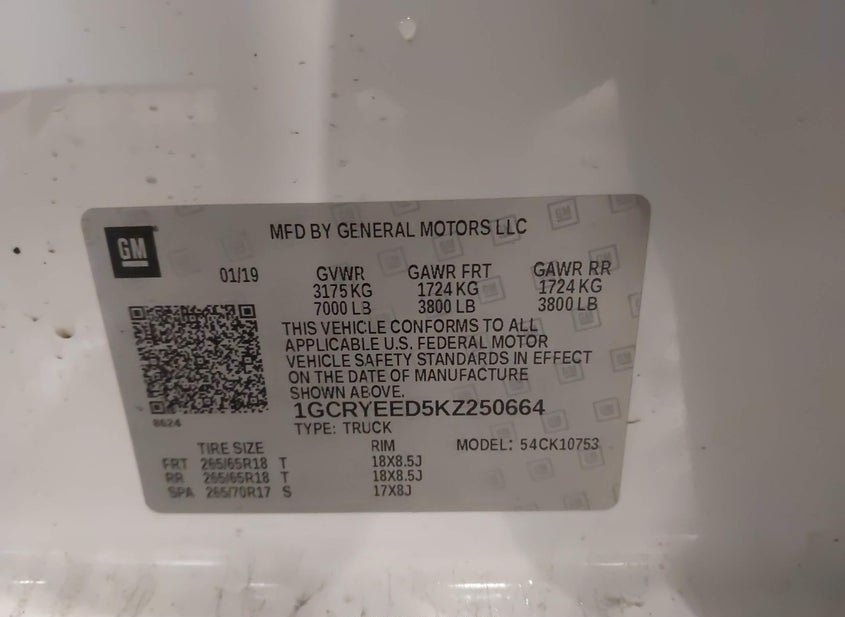 GM
MFD BY GENERAL MOTORS LLC
01/19 GVWR GAWR FRT GAWR RR
3175 KG 1724 KG 1724 KG
7000 LB 3800 LB 3800 LB
THIS VEHICLE CONFORMS TO ALL
APPLICABLE U.S. FEDERAL MOTOR
VEHICLE SAFETY STANDARDS IN EFFECT
ON THE DATE OF MANUFACTURE
SHOWN ABOVE.
8624
1GCRYEED5KZ250664
TYPE: TRUCK
TIRE SIZE RIM MODEL: 54CK10753
FRT 265/65R18 T 18X8.5J
RR 265/65R18 T 18X8.5J
SPA 265/70R17 S 17X8J